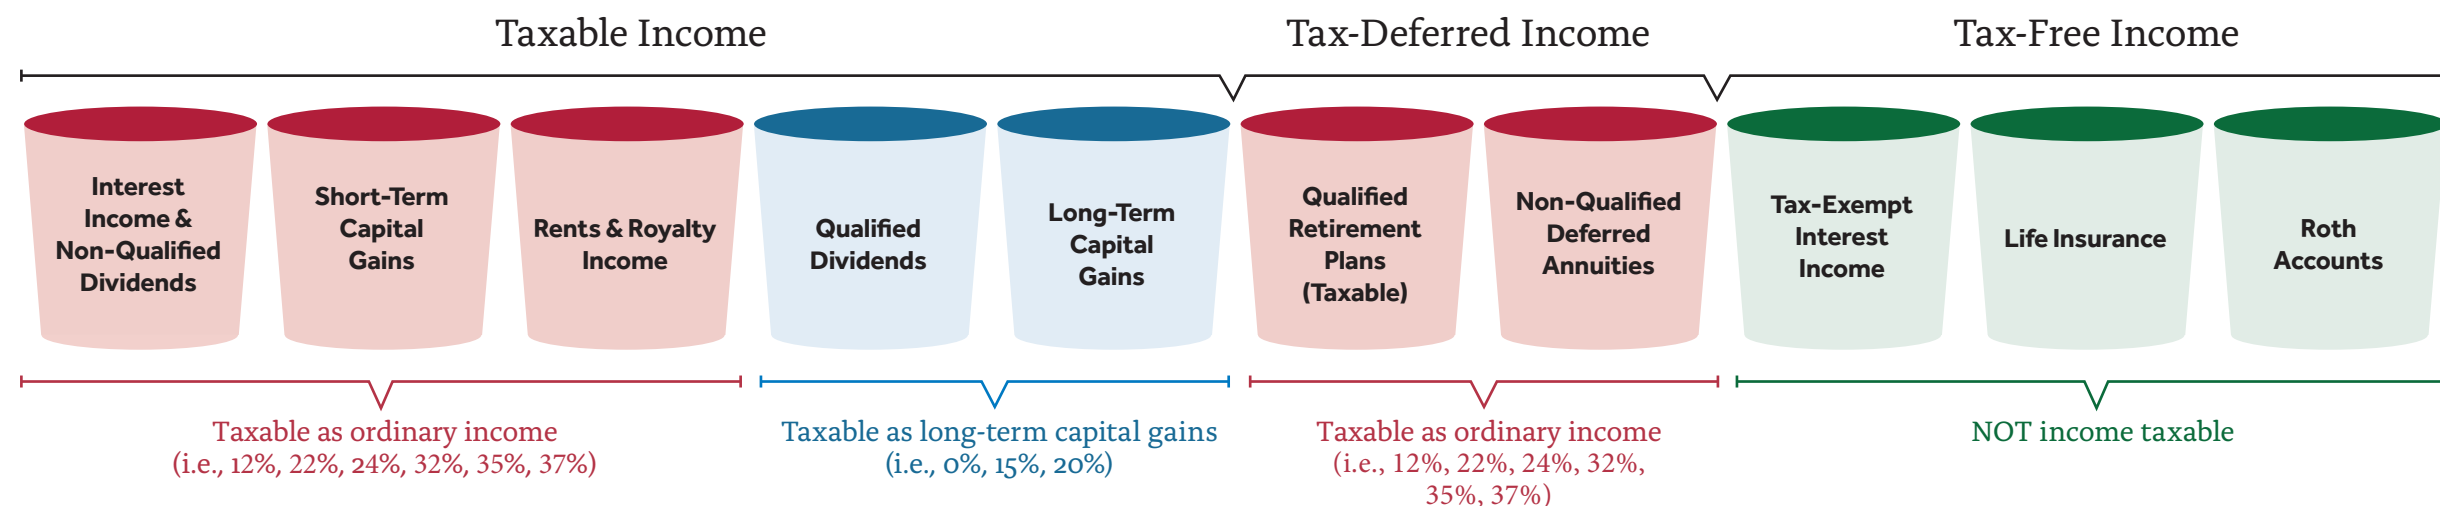 Taxable Income
Tax-Deferred Income
Tax-Free Income
Interest
Income &
Non-Qualified
Dividends
Short-Term
Capital
Gains
Rents & Royalty
Income
Qualified
Dividends
Long-Term
Capital
Gains
Qualified
Retirement
Plans
(Taxable)
Non-Qualified
Deferred
Annuities
Tax-Exempt
Interest
Income
Life Insurance
Roth
Accounts
Taxable as ordinary income
(i.e., 12%, 22%, 24%, 32%, 35%, 37%)
Taxable as long-term capital gains
(i.e., 0%, 15%, 20%)
Taxable as ordinary income
(i.e., 12%, 22%, 24%, 32%,
35%, 37%)
NOT income taxable